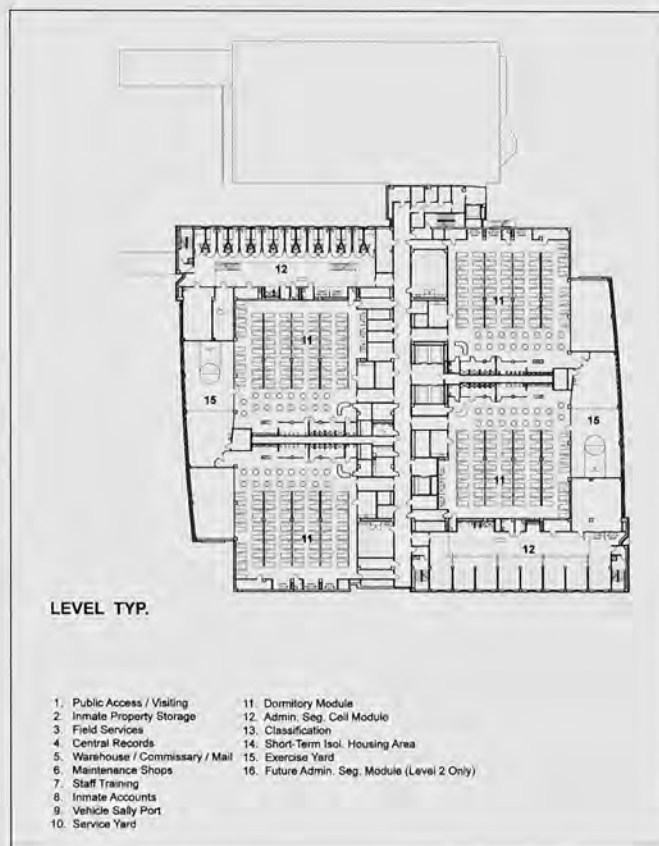 12
11
11
15
15
11
11
12
LEVEL TYP.
1. Public Access / Visiting
2. Inmate Property Storage
3. Field Services
4. Central Records
5. Warehouse / Commissary / Mail
6. Maintenance Shops
7. Staff Training
8. Inmate Accounts
9. Vehicle Sally Port
10. Service Yard
11. Dormitory Module
12. Admin. Seg. Cell Module
13. Classification
14. Short-Term Isol. Housing Area
15. Exercise Yard
16. Future Admin. Seg. Module (Level 2 Only)